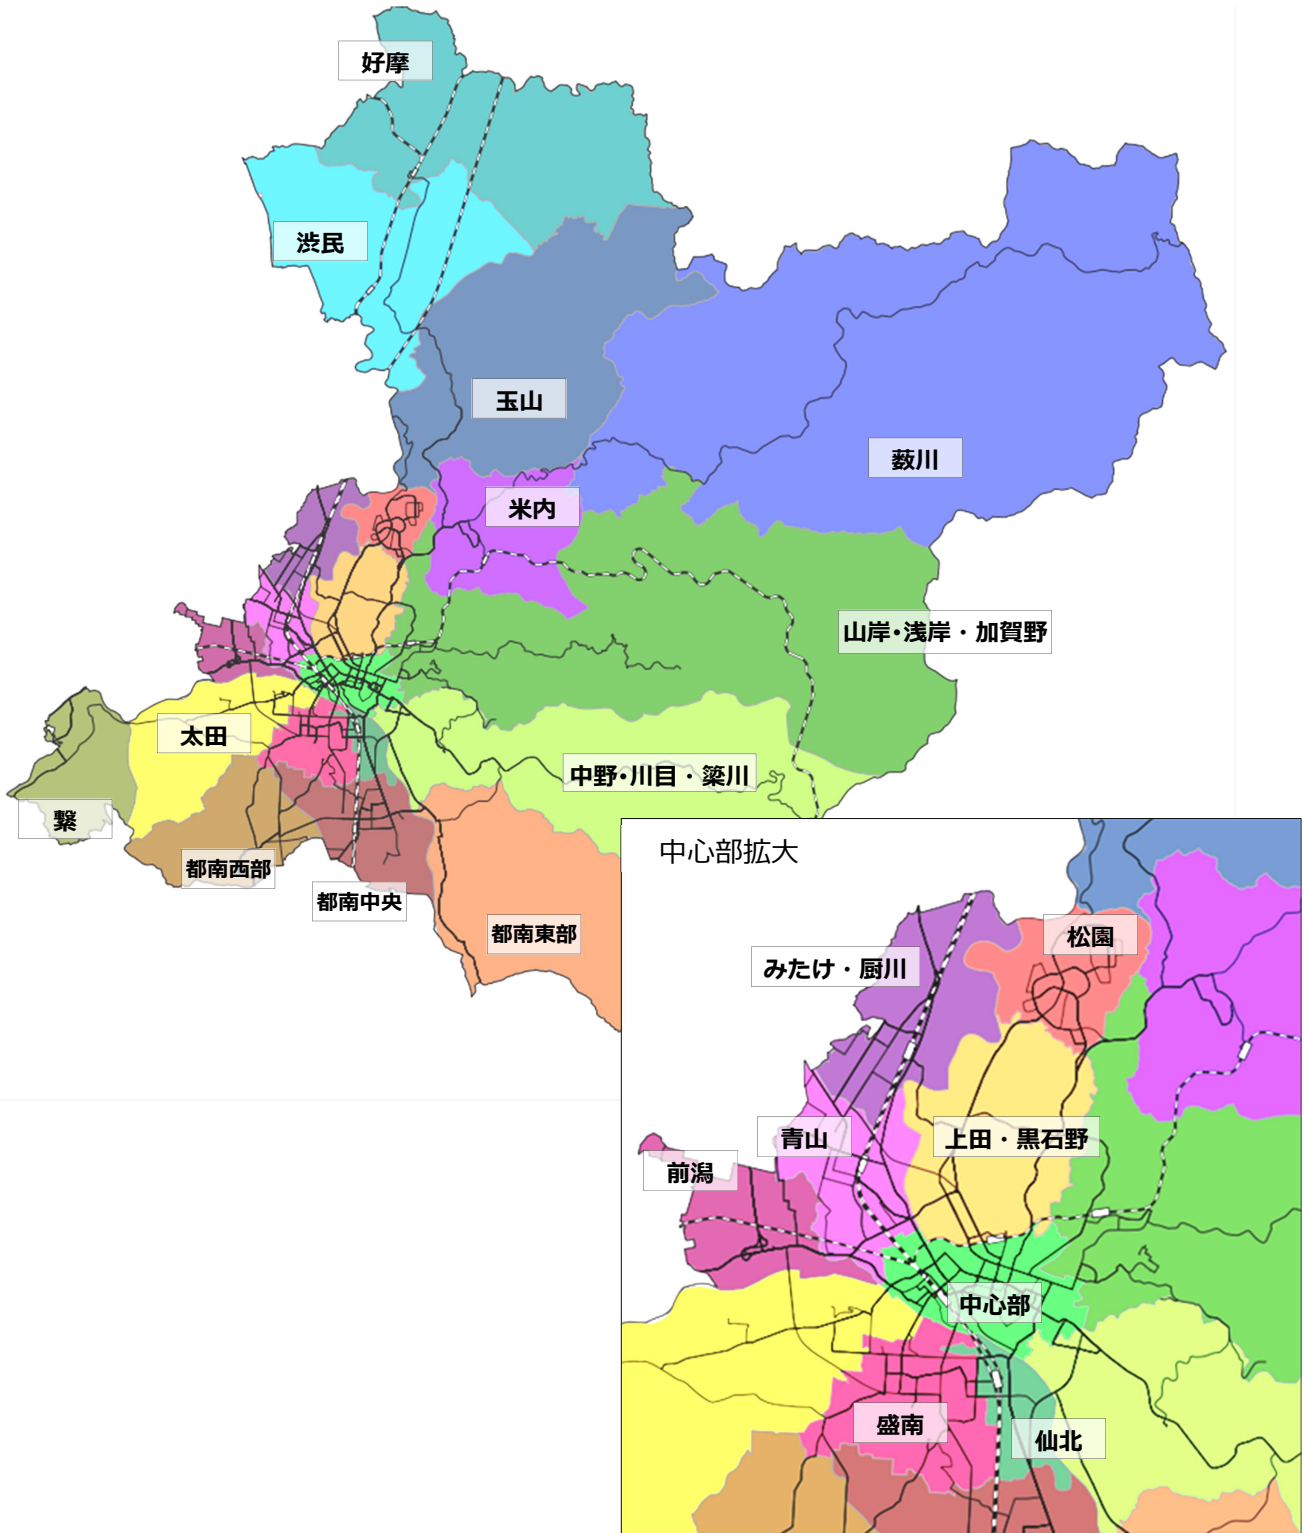 好摩
渋民
玉山
薮川
米内
山岸・浅岸・加賀野
太田
中野・川目・簗川
繋
都南西部
都南中央
都南東部
中心部拡大
松園
みたけ・厨川
青山
上田・黒石野
前潟
中心部
盛南
仙北